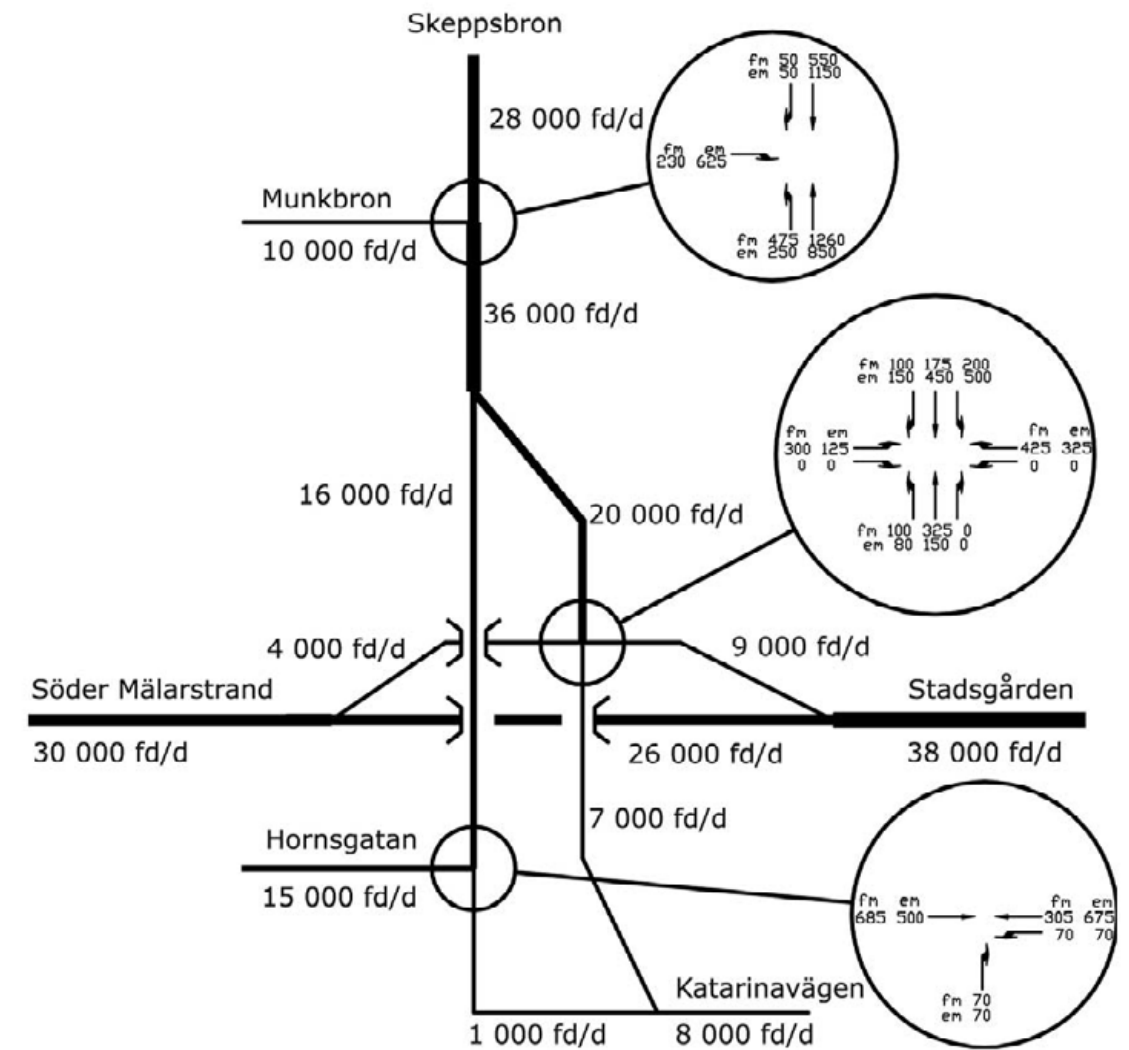 Skeppsbron
28 000 fd/d
fm 50 550
em 50 1150
fm em
230 625
fm 475 1260
em 250 850
Munkbron
10 000 fd/d
36 000 fd/d
fm 100 175 200
em 150 450 500
fm em
300 125
0 0
fm em
425 325
0 0
fm 100 325 0
em 80 150 0
16 000 fd/d
20 000 fd/d
4 000 fd/d
9 000 fd/d
Söder Mälarstrand
30 000 fd/d
Stadsgården
26 000 fd/d
38 000 fd/d
7 000 fd/d
Hornsgatan
15 000 fd/d
fm em
685 500
fm em
305 675
70 70
fm 70
em 70
Katarinavägen
1 000 fd/d
8 000 fd/d